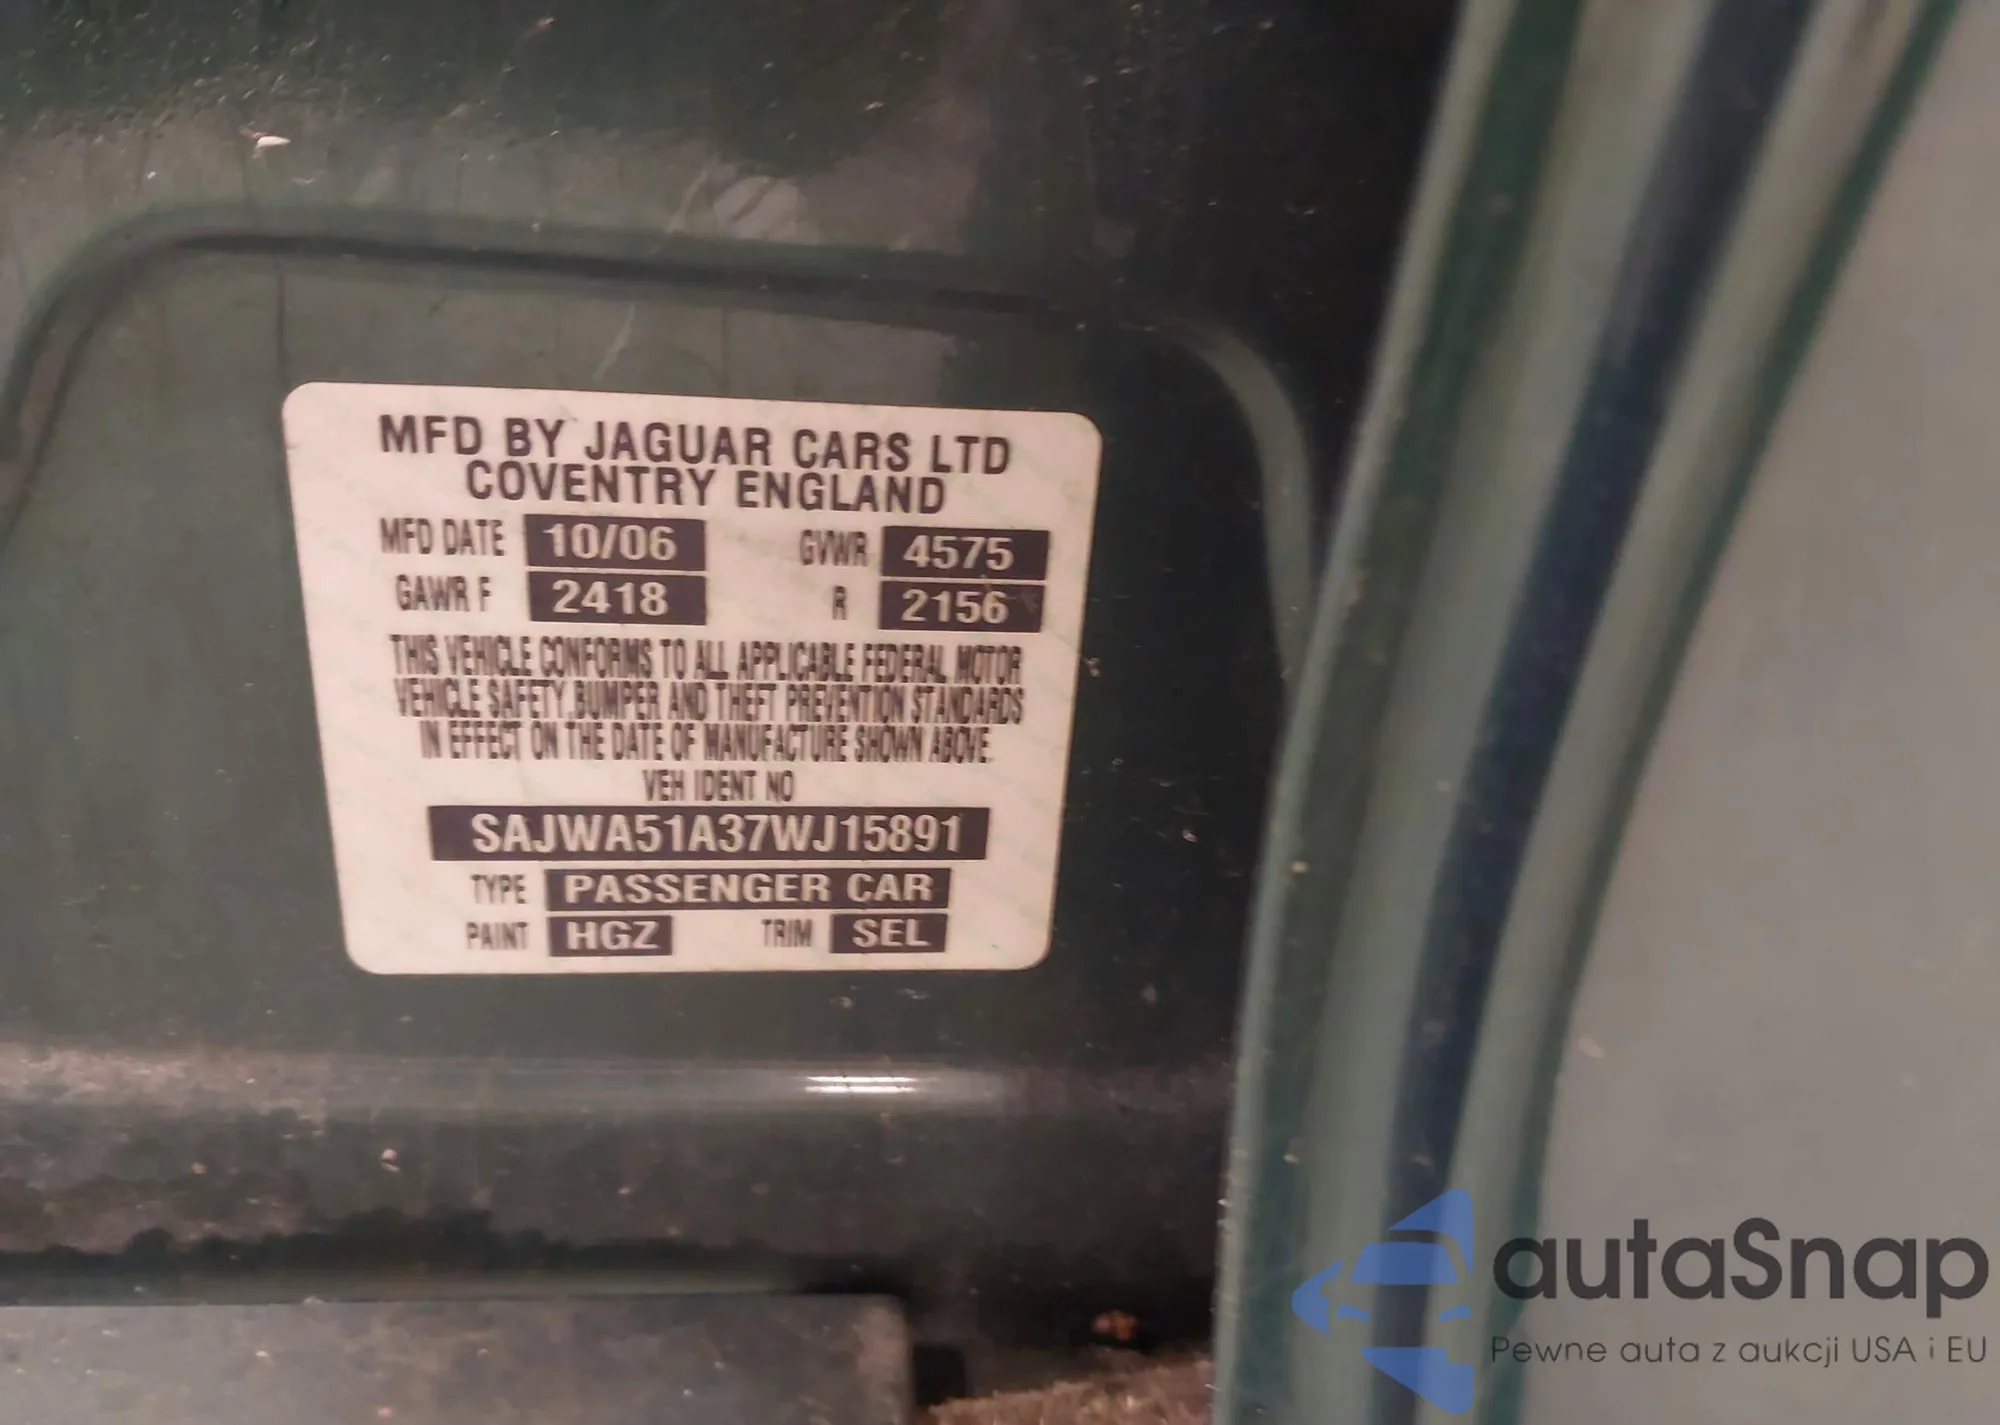 MFD BY JAGUAR CARS LTD
COVENTRY ENGLAND
MFD DATE 10/06 GVWR 4575
GAWR F 2418 R 2156
THIS VEHICLE CONFORMS TO ALL APPLICABLE FEDERAL MOTOR
VEHICLE SAFETY, BUMPER AND THEFT PREVENTION STANDARDS
IN EFFECT ON THE DATE OF MANUFACTURE SHOWN ABOVE.
VEH IDENT NO
SAJWA51A37WJ15891
TYPE PASSENGER CAR
PAINT HGZ TRIM SEL
autaSnap
Pewne auta z aukcji USA i EU